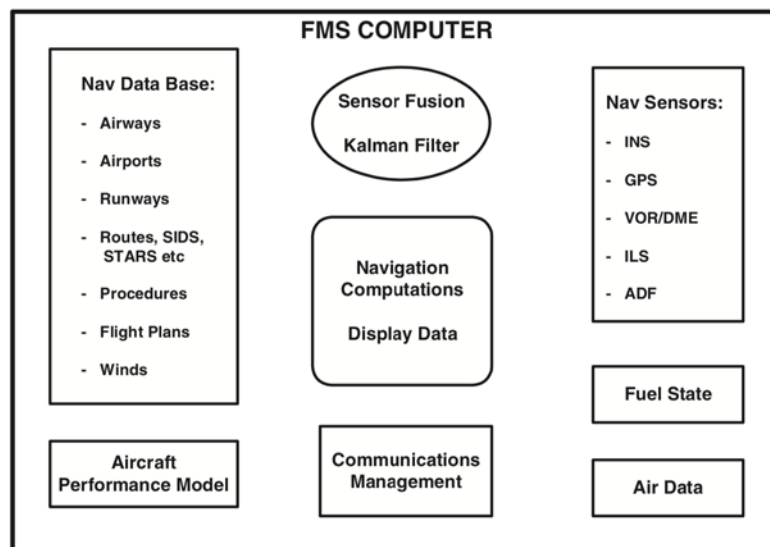 FMS COMPUTER
Nav Data Base:
- Airways
- Airports
- Runways
- Routes, SIDS,
STARS etc
- Procedures
- Flight Plans
- Winds
Aircraft
Performance Model
Sensor Fusion
Kalman Filter
Navigation
Computations
Display Data
Communications
Management
Nav Sensors:
- INS
- GPS
- VOR/DME
- ILS
- ADF
Fuel State
Air Data